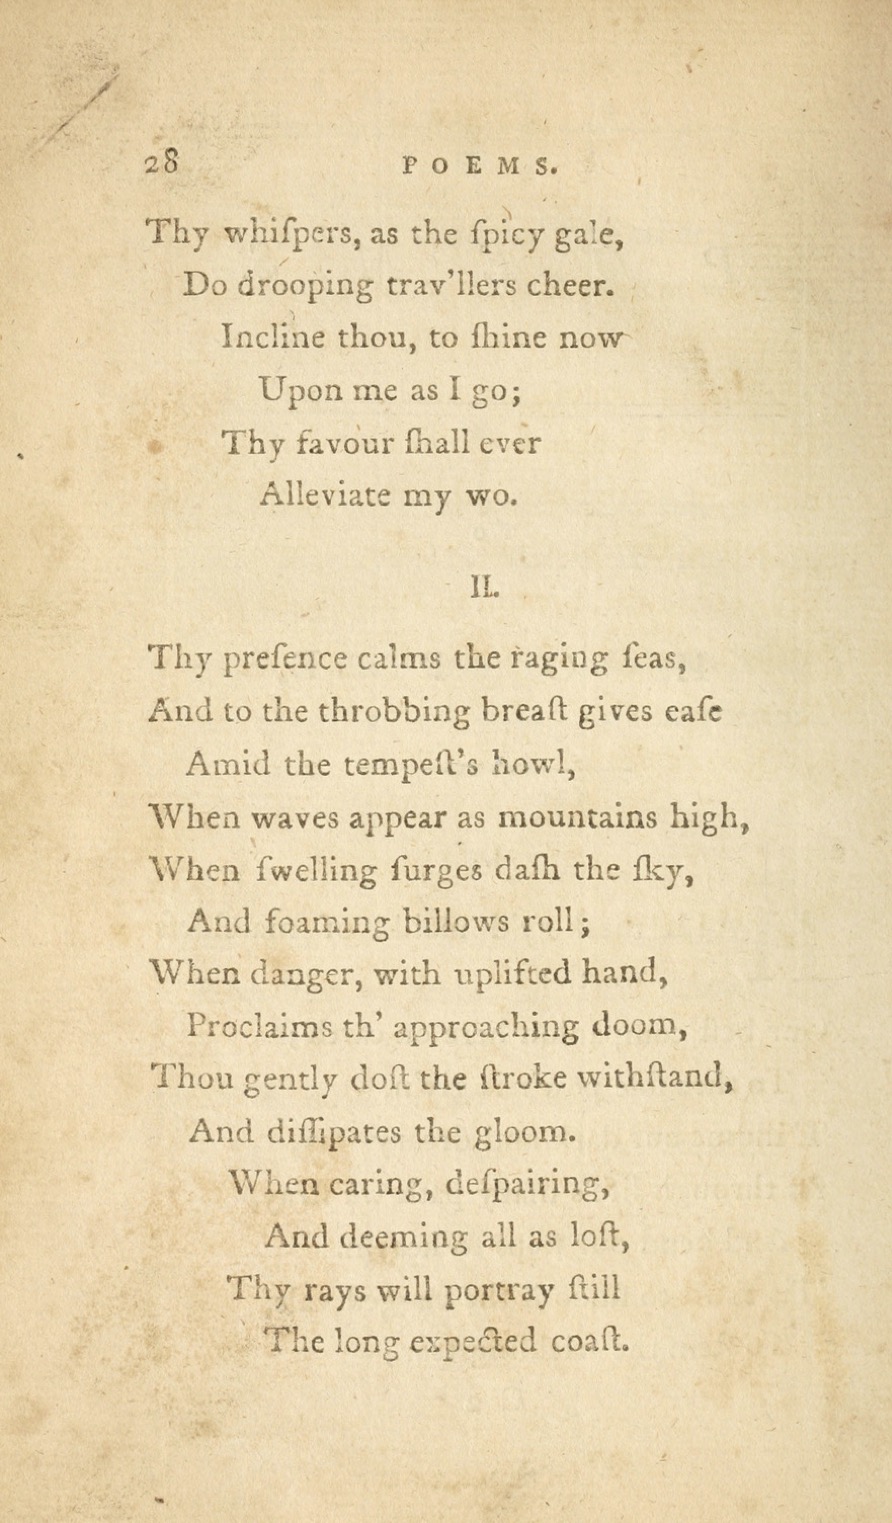 28 POEMS.
Thy whiſpers, as the ſpicy gale,
Do drooping trav'llers cheer.
Incline thou, to ſhine now
Upon me as I go;
Thy favour ſhall ever
Alleviate my wo.
II.
Thy preſence calms the raging ſeas,
And to the throbbing breaſt gives eaſe
Amid the tempeſt's howl,
When waves appear as mountains high,
When ſwelling ſurges daſh the ſky,
And foaming billows roll;
When danger, with uplifted hand,
Proclaims th' approaching doom,
Thou gently doſt the ſtroke withſtand,
And diſſipates the gloom.
When caring, deſpairing,
And deeming all as loſt,
Thy rays will portray ſtill
The long expected coaſt.